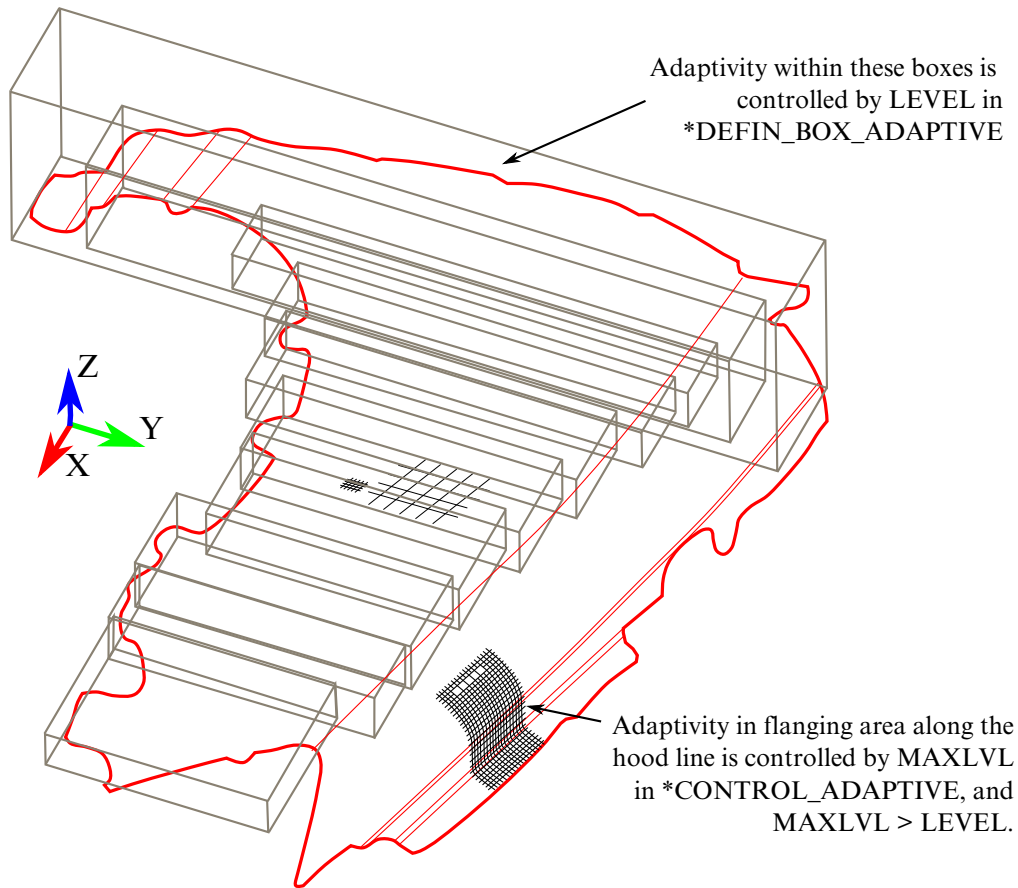 Adaptivity within these boxes is
controlled by LEVEL in
*DEFIN_BOX_ADAPTIVE
Z
Y
X
Adaptivity in flanging area along the
hood line is controlled by MAXLVL
in *CONTROL_ADAPTIVE, and
MAXLVL > LEVEL.